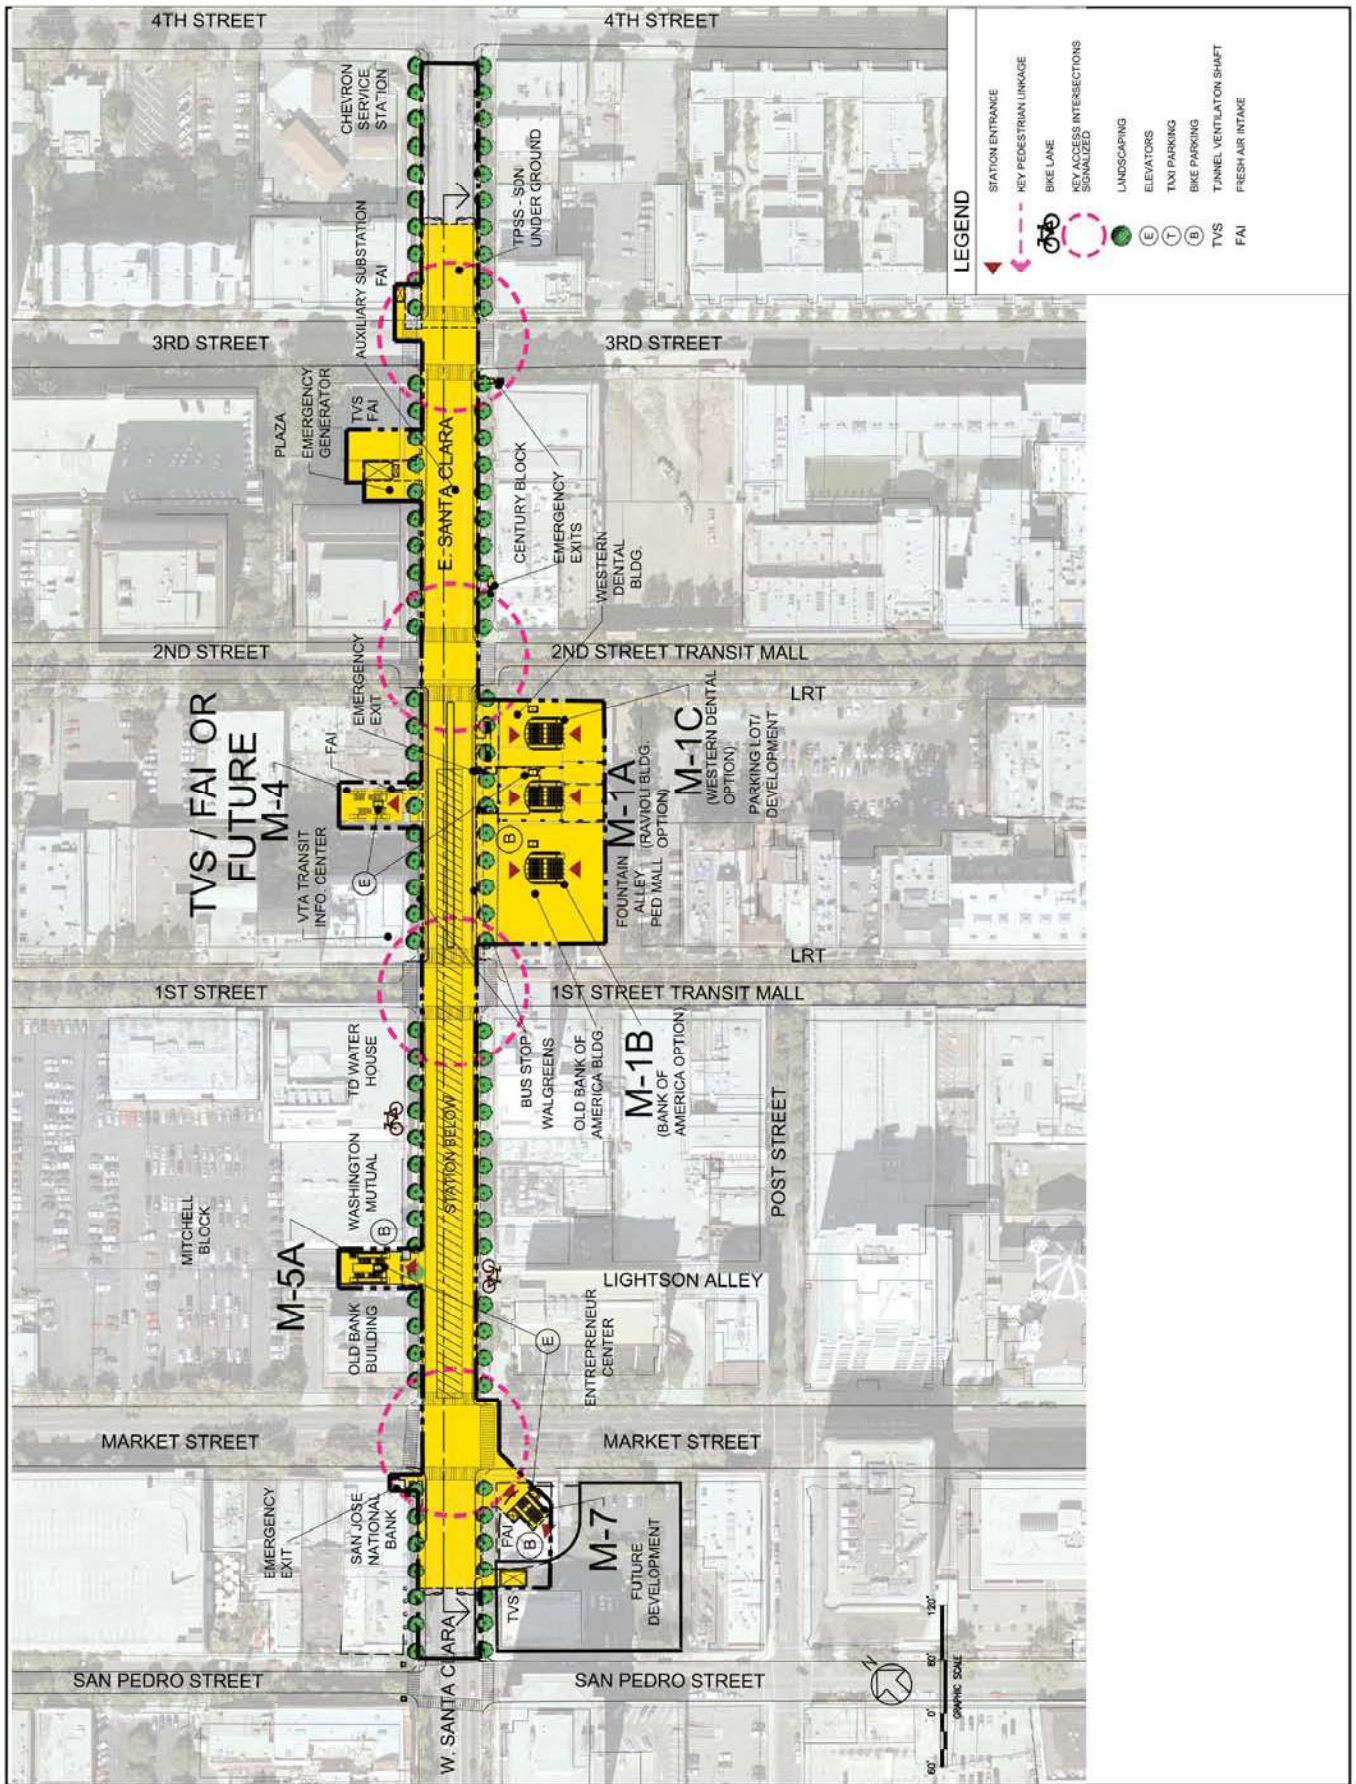 4TH STREET
4TH STREET
CHEVRON
SERVICE
STATION
TPSS - SDN
UNDER GROUND
AUXILIARY SUBSTATION
FAI
3RD STREET
3RD STREET
PLAZA
EMERGENCY
GENERATOR
TVS
FAI
E. SANTA CLARA
CENTURY BLOCK
EMERGENCY
EXITS
WESTERN
DENTAL
BLDG.
2ND STREET
2ND STREET TRANSIT MALL
LRT
EMERGENCY
EXIT
FAI
TVS / FAI OR
FUTURE
M-4
VTA TRANSIT
INFO. CENTER
E
B
M-1C
(WESTERN DENTAL
OPTION)
PARKING LOT/
DEVELOPMENT
M-1A
(RAVIOLI BLDG.
OPTION)
FOUNTAIN
ALLEY
PED MALL
LRT
1ST STREET
1ST STREET TRANSIT MALL
TD WATER
HOUSE
BUS STOP
WALGREENS
OLD BANK OF
AMERICA BLDG.
M-1B
(BANK OF
AMERICA OPTION)
POST STREET
STATION BELOW
WASHINGTON
MUTUAL
B
MITCHELL
BLOCK
M-5A
OLD BANK
BUILDING
LIGHTSON ALLEY
E
ENTREPRENEUR
CENTER
MARKET STREET
MARKET STREET
EMERGENCY
EXIT
SAN JOSE
NATIONAL
BANK
FAI
B
M-7
TVS
FUTURE
DEVELOPMENT
W. SANTA CLARA
SAN PEDRO STREET
SAN PEDRO STREET
N
60'
0'
60'
120'
GRAPHIC SCALE
LEGEND
STATION ENTRANCE
KEY PEDESTRIAN LINKAGE
BIKE LANE
KEY ACCESS INTERSECTIONS
SIGNALIZED
LANDSCAPING
E ELEVATORS
T TAXI PARKING
B BIKE PARKING
TVS TUNNEL VENTILATION SHAFT
FAI FRESH AIR INTAKE